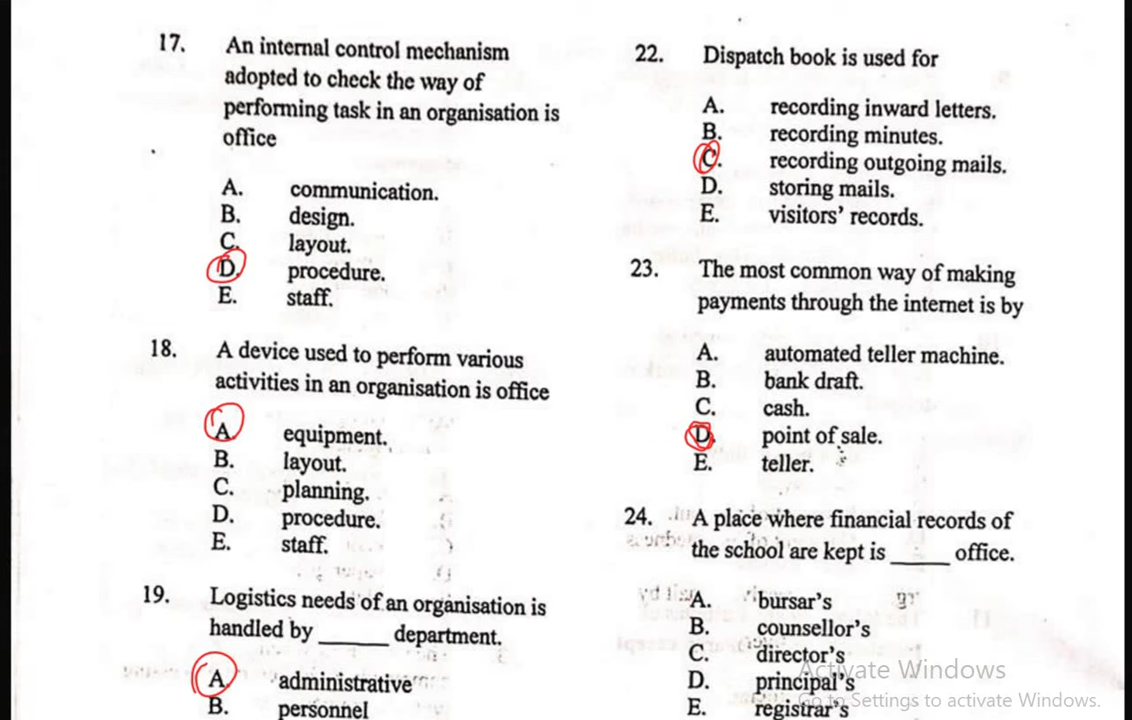 17. An internal control mechanism
adopted to check the way of
performing task in an organisation is
office
A. communication.
B. design.
C. layout.
D. procedure.
E. staff.
18. A device used to perform various
activities in an organisation is office
A. equipment.
B. layout.
C. planning.
D. procedure.
E. staff.
19. Logistics needs of an organisation is
handled by ______ department.
A. administrative
B. personnel
22. Dispatch book is used for
A. recording inward letters.
B. recording minutes.
C. recording outgoing mails.
D. storing mails.
E. visitors' records.
23. The most common way of making
payments through the internet is by
A. automated teller machine.
B. bank draft.
C. cash.
D. point of sale.
E. teller.
24. A place where financial records of
the school are kept is ______ office.
A. bursar's
B. counsellor's
C. director's
D. principal's
E. registrar's
Activate Windows
Go to Settings to activate Windows.